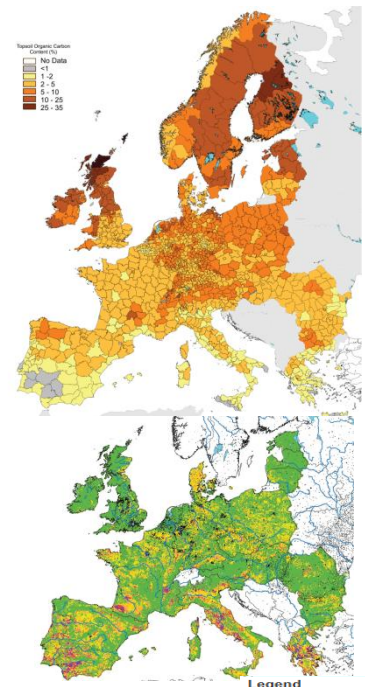 Topsoil Organic Carbon
Content (%)
No Data
<1
1 - 2
2 - 5
5 - 10
10 - 25
25 - 35
Legend